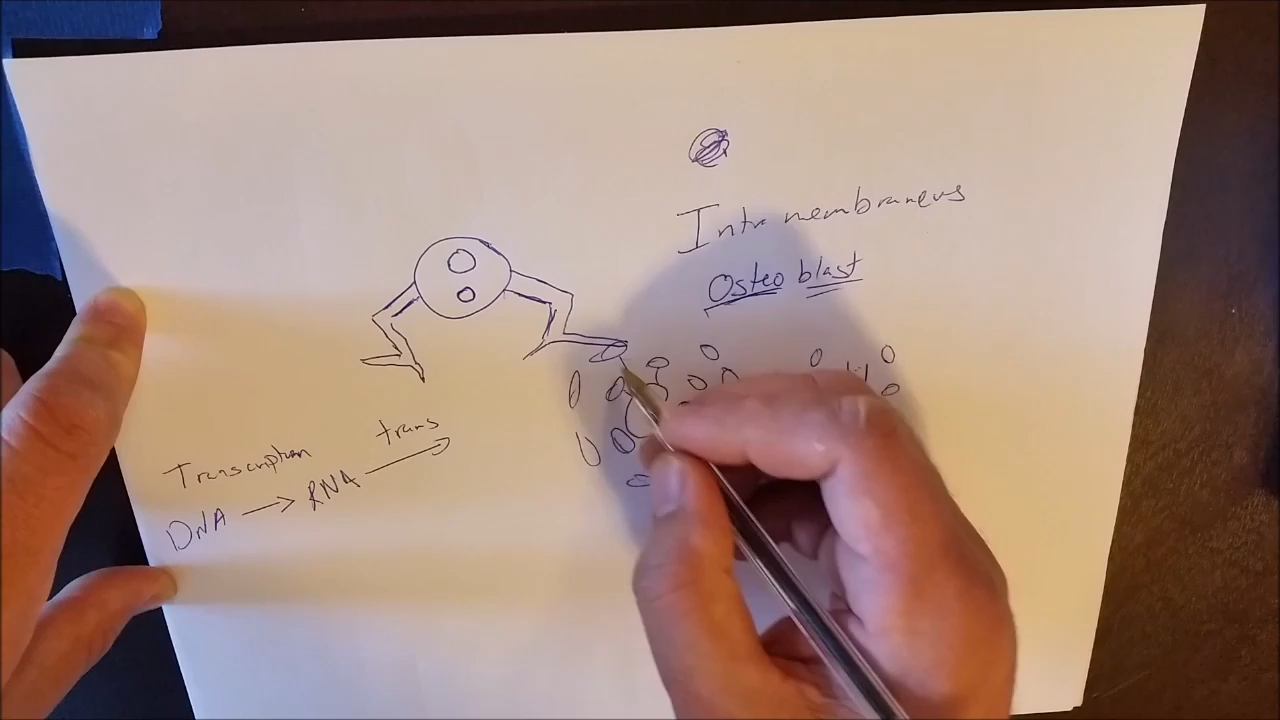 Intramembraneus
Osteoblast
trans
Transcription
DNA → RNA →